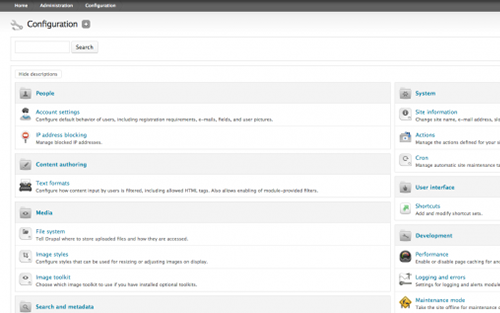 Home Administration Configuration
Configuration
Search
Hide descriptions
People
Account settings
Configure default behavior of users, including registration requirements, e-mails, fields, and user pictures.
IP address blocking
Manage blocked IP addresses.
Content authoring
Text formats
Configure how content input by users is filtered, including allowed HTML tags. Also allows enabling of module-provided filters.
Media
File system
Tell Drupal where to store uploaded files and how they are accessed.
Image styles
Configure styles that can be used for resizing or adjusting images on display.
Image toolkit
Choose which image toolkit to use if you have installed optional toolkits.
Search and metadata
System
Site information
Change site name, e-mail address, slo
Actions
Manage the actions defined for your si
Cron
Manage automatic site maintenance ta
User interface
Shortcuts
Add and modify shortcut sets.
Development
Performance
Enable or disable page caching for an
Logging and errors
Settings for logging and alerts module
Maintenance mode
Take the site offline for maintenance o